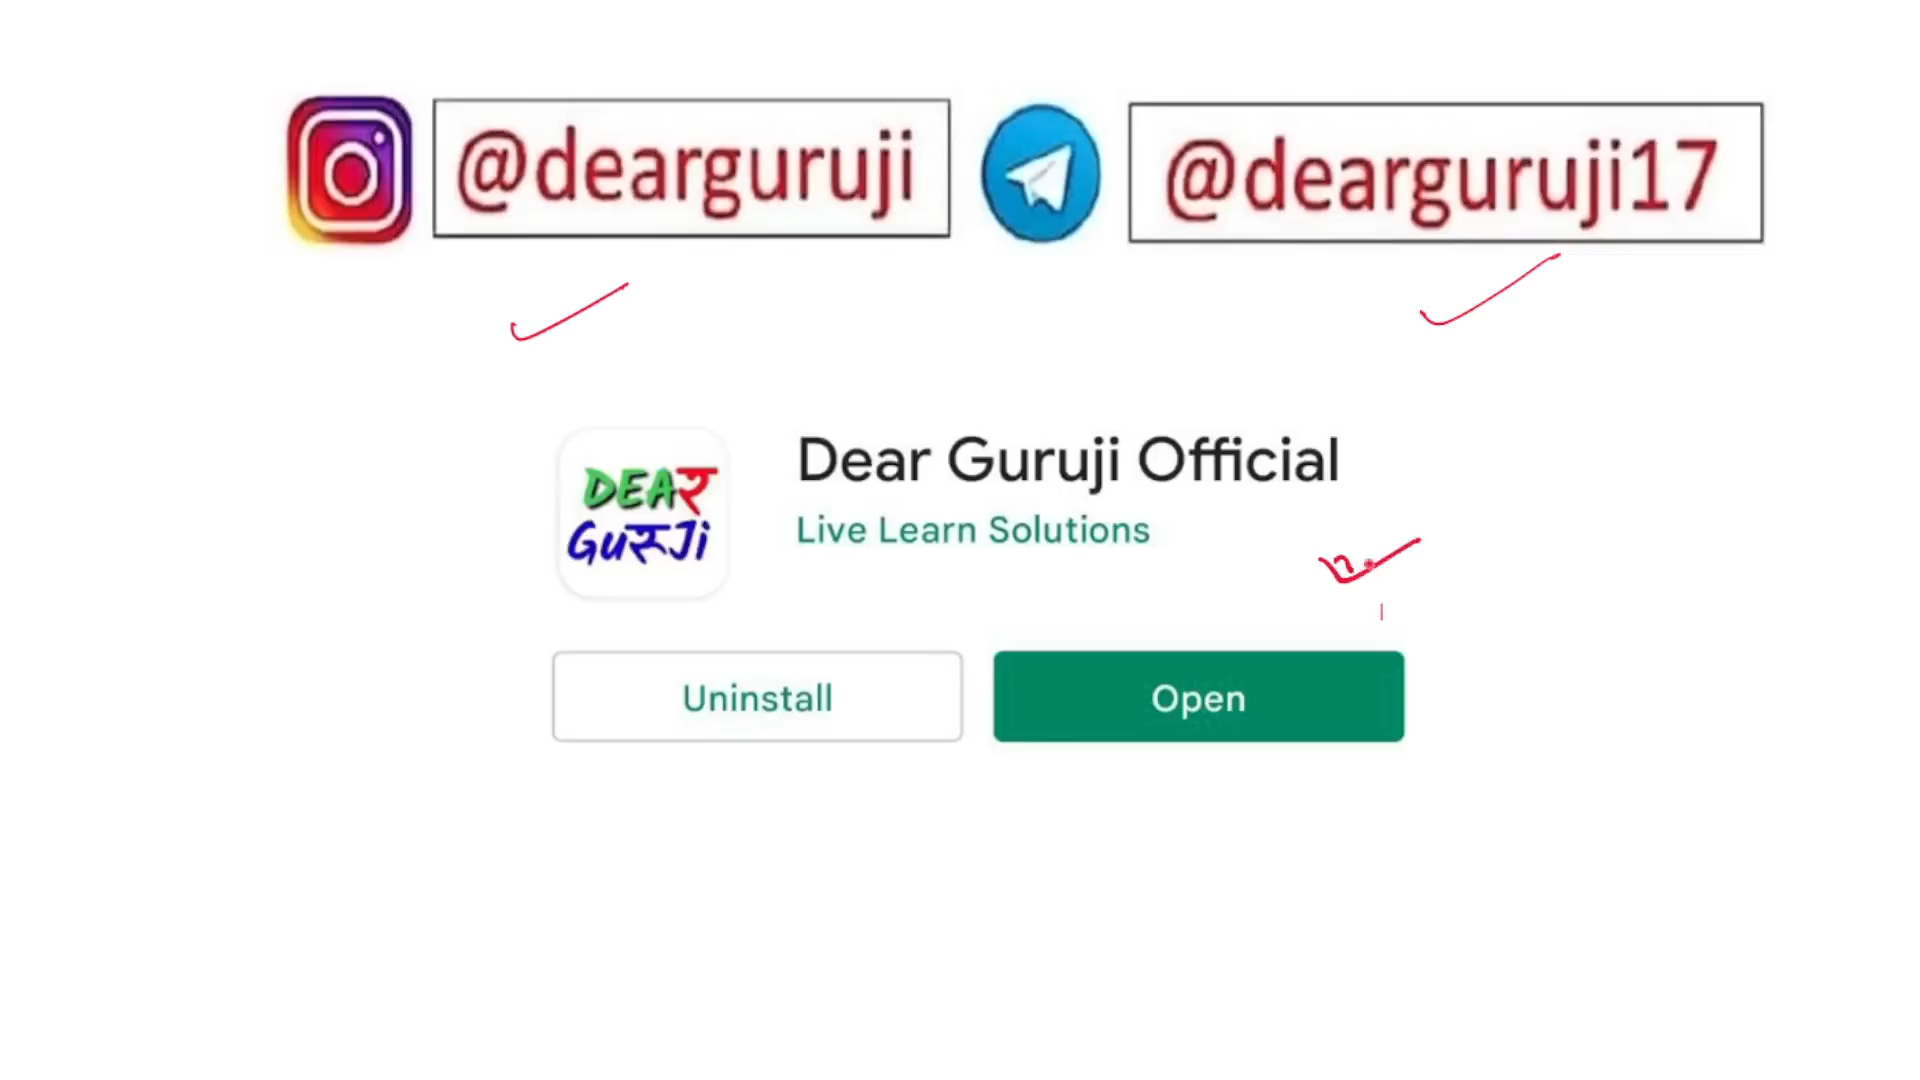 @dearguruji @dearguruji17
Dear Guruji Official
DEAर
GUरूJi
Live Learn Solutions
Uninstall Open